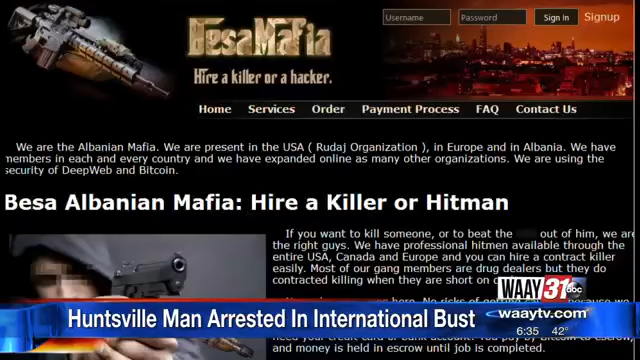 BesaMafia
Hire a killer or a hacker.
Username Password Sign In Signup
Home Services Order Payment Process FAQ Contact Us
We are the Albanian Mafia. We are present in the USA ( Rudaj Organization ), in Europe and in Albania. We have
members in each and every country and we have expanded online as many other organizations. We are using the
security of DeepWeb and Bitcoin.
Besa Albanian Mafia: Hire a Killer or Hitman
If you want to kill someone, or to beat the out of him, we are
the right guys. We have professional hitmen available through the
entire USA, Canada and Europe and you can hire a contract killer
easily. Most of our gang members are drug dealers but they do
contracted killing when they are short on
WAAY 31 abc
Huntsville Man Arrested In International Bust
waaytv.com
6:35 42°
and money is held in escrow until job is completed.